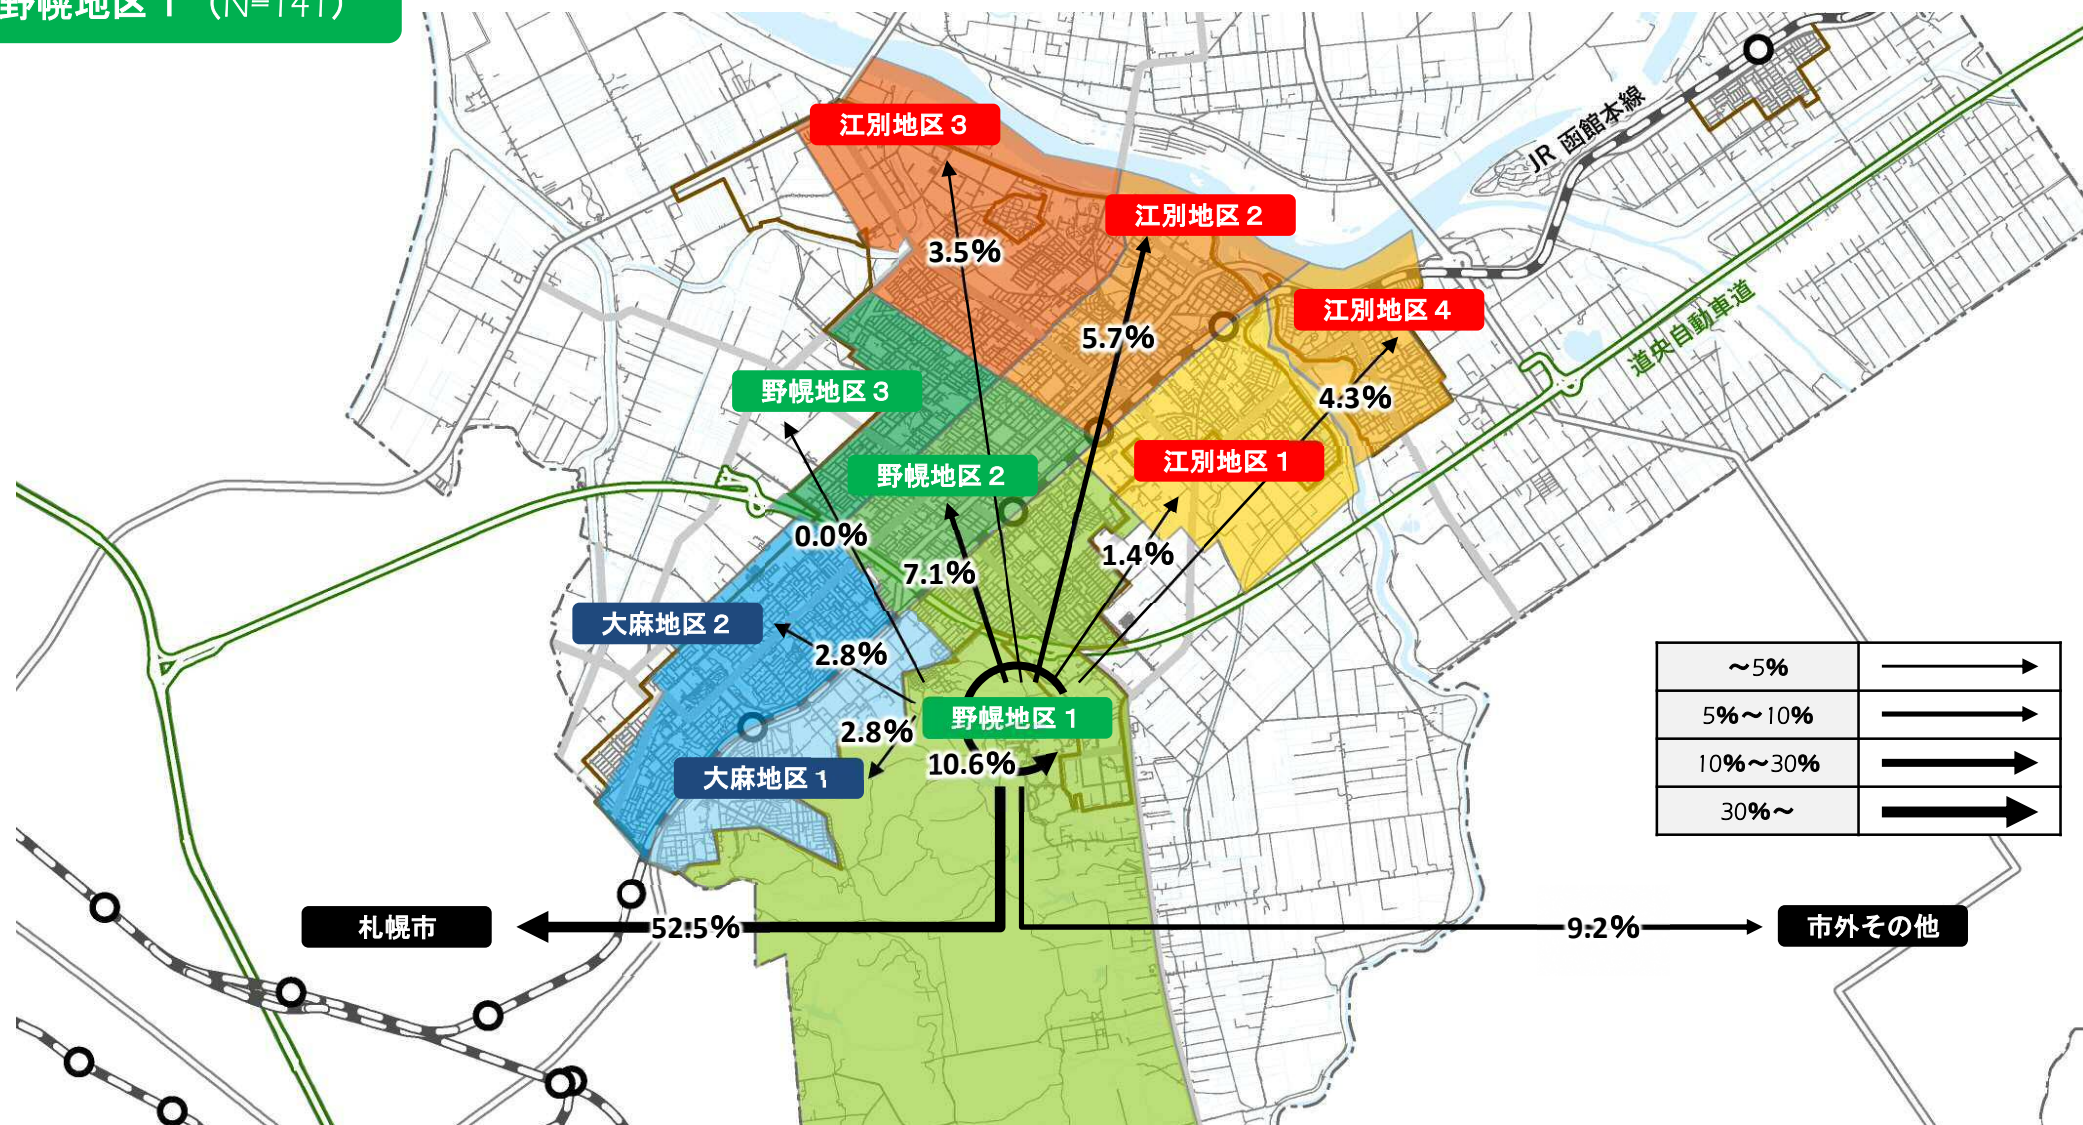 野幌地区1（N=141）
江別地区3
江別地区2
江別地区4
JR 函館本線
道央自動車道
3.5%
5.7%
4.3%
野幌地区3
野幌地区2
江別地区1
0.0%
7.1%
1.4%
大麻地区2
2.8%
2.8%
野幌地区1
10.6%
大麻地区1
～5%
5%～10%
10%～30%
30%～
札幌市
52.5%
9.2%
市外その他